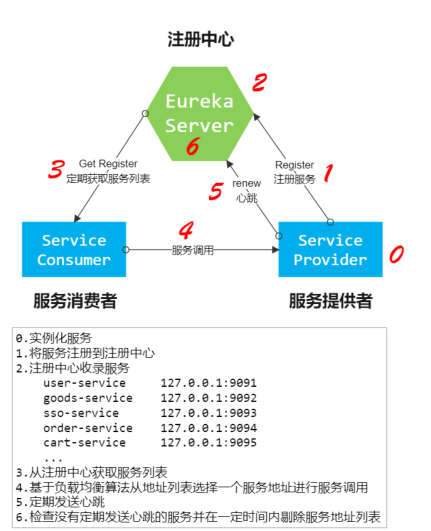 注册中心
2
Eureka
Server
6
3
Get Register
定期获取服务列表
5
renew
心跳
Register
注册服务
1
4
Service
Consumer
服务调用
Service
Provider
0
服务消费者
服务提供者
0.实例化服务
1.将服务注册到注册中心
2.注册中心收录服务
user-service 127.0.0.1:9091
goods-service 127.0.0.1:9092
sso-service 127.0.0.1:9093
order-service 127.0.0.1:9094
cart-service 127.0.0.1:9095
...
3.从注册中心获取服务列表
4.基于负载均衡算法从地址列表选择一个服务地址进行服务调用
5.定期发送心跳
6.检查没有定期发送心跳的服务并在一定时间内剔除服务地址列表